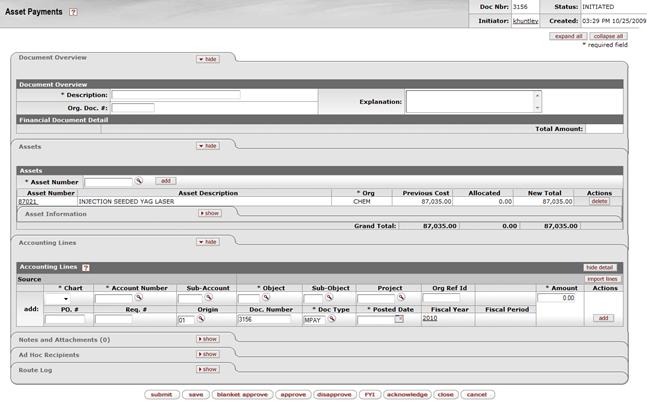 Asset Payments ?
Doc Nbr: 3156 Status: INITIATED
Initiator: khuntley Created: 03:29 PM 10/25/2009
expand all collapse all
* required field
Document Overview hide
Document Overview
* Description: Explanation:
Org. Doc. #:
Financial Document Detail
Total Amount:
Assets hide
Assets
* Asset Number add
Asset Number Asset Description * Org Previous Cost Allocated New Total Actions
87021 INJECTION SEEDED YAG LASER CHEM 87,035.00 0.00 87,035.00 delete
Asset Information show
Grand Total: 87,035.00 0.00 87,035.00
Accounting Lines hide
Accounting Lines ? hide detail
Source import lines
* Chart * Account Number Sub-Account * Object Sub-Object Project Org Ref Id * Amount Actions
0.00
add: PO. # Req. # Origin Doc. Number * Doc Type * Posted Date Fiscal Year Fiscal Period
01 3156 MPAY 2010 add
Notes and Attachments (0) show
Ad Hoc Recipients show
Route Log show
submit save blanket approve approve disapprove FYI acknowledge close cancel